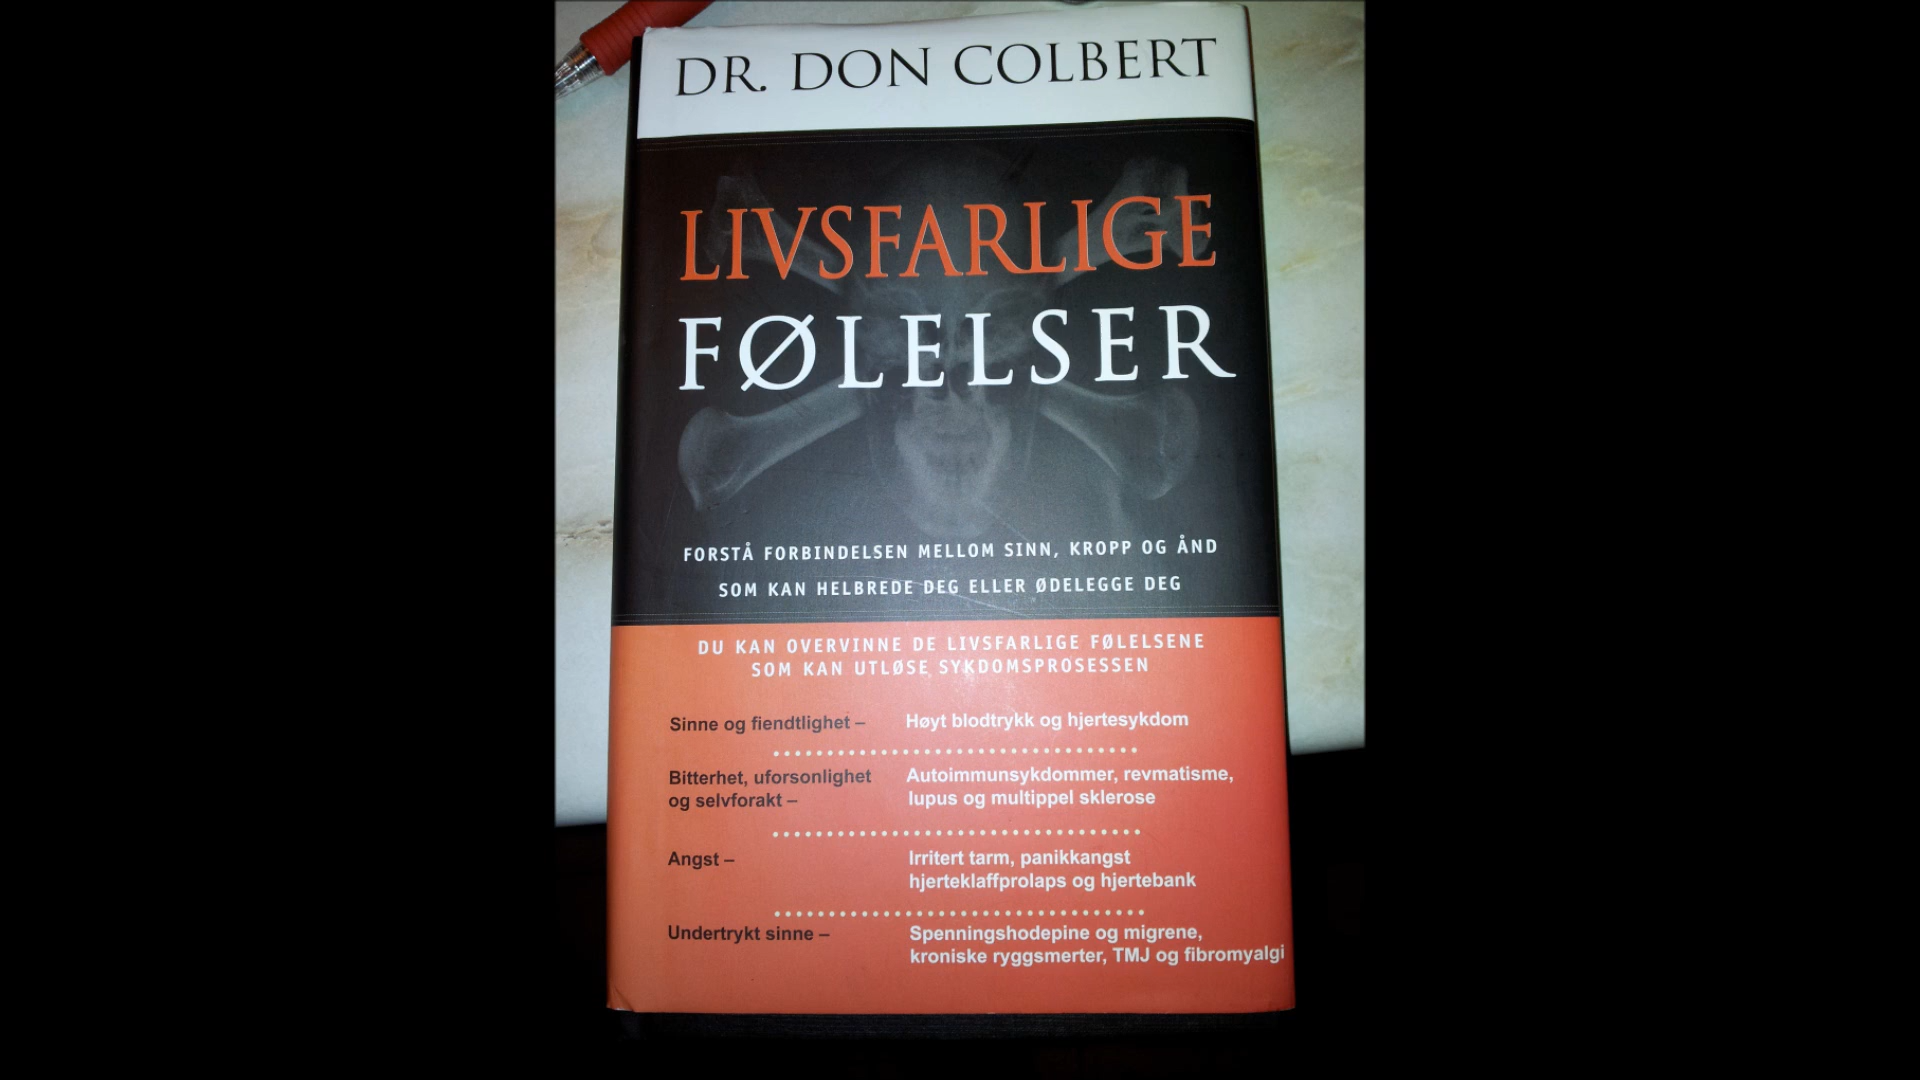 DR. DON COLBERT
LIVSFARLIGE
FØLELSER
FORSTÅ FORBINDELSEN MELLOM SINN, KROPP OG ÅND
SOM KAN HELBREDE DEG ELLER ØDELEGGE DEG
DU KAN OVERVINNE DE LIVSFARLIGE FØLELSENE
SOM KAN UTLØSE SYKDOMSPROSESSEN
Sinne og fiendtlighet – Høyt blodtrykk og hjertesykdom
Bitterhet, uforsonlighet Autoimmunsykdommer, revmatisme,
og selvforakt – lupus og multippel sklerose
Angst – Irritert tarm, panikkangst
hjerteklaffprolaps og hjertebank
Undertrykt sinne – Spenningshodepine og migrene,
kroniske ryggsmerter, TMJ og fibromyalgi